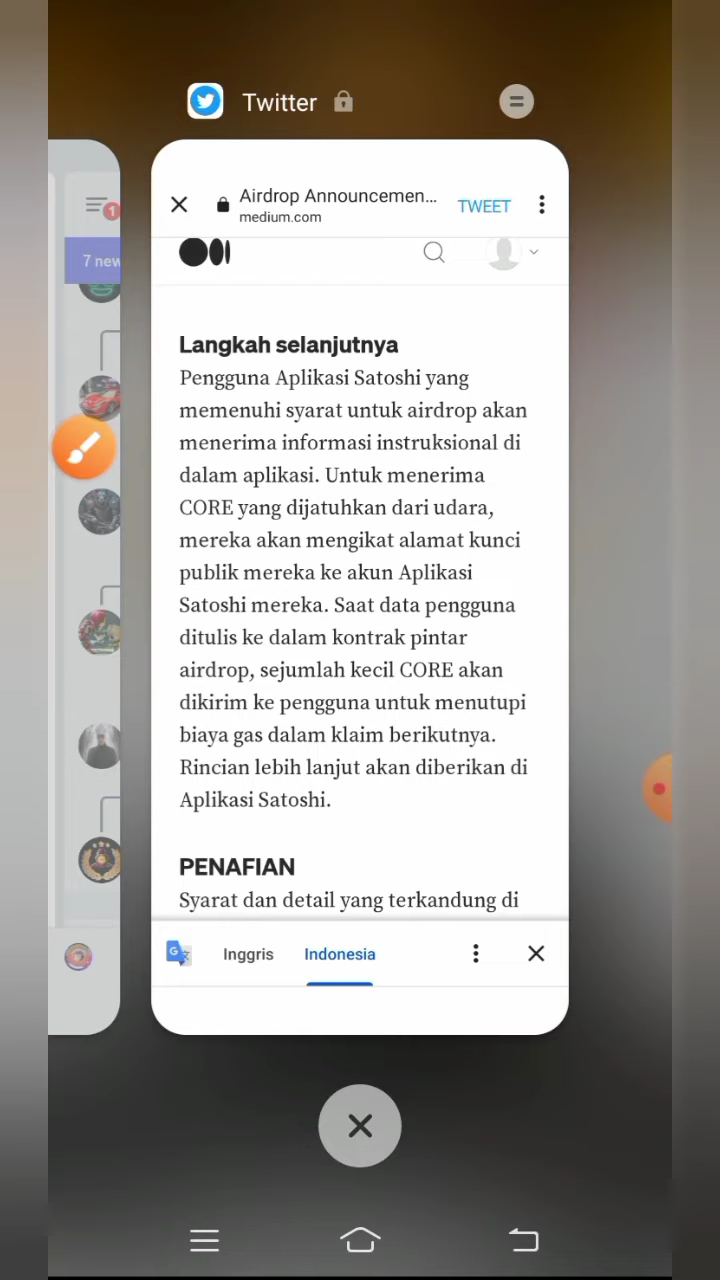 Twitter
Airdrop Announcemen...
medium.com
TWEET
1
7 new
Langkah selanjutnya
Pengguna Aplikasi Satoshi yang
memenuhi syarat untuk airdrop akan
menerima informasi instruksional di
dalam aplikasi. Untuk menerima
CORE yang dijatuhkan dari udara,
mereka akan mengikat alamat kunci
publik mereka ke akun Aplikasi
Satoshi mereka. Saat data pengguna
ditulis ke dalam kontrak pintar
airdrop, sejumlah kecil CORE akan
dikirim ke pengguna untuk menutupi
biaya gas dalam klaim berikutnya.
Rincian lebih lanjut akan diberikan di
Aplikasi Satoshi.
PENAFIAN
Syarat dan detail yang terkandung di
G
Inggris
Indonesia